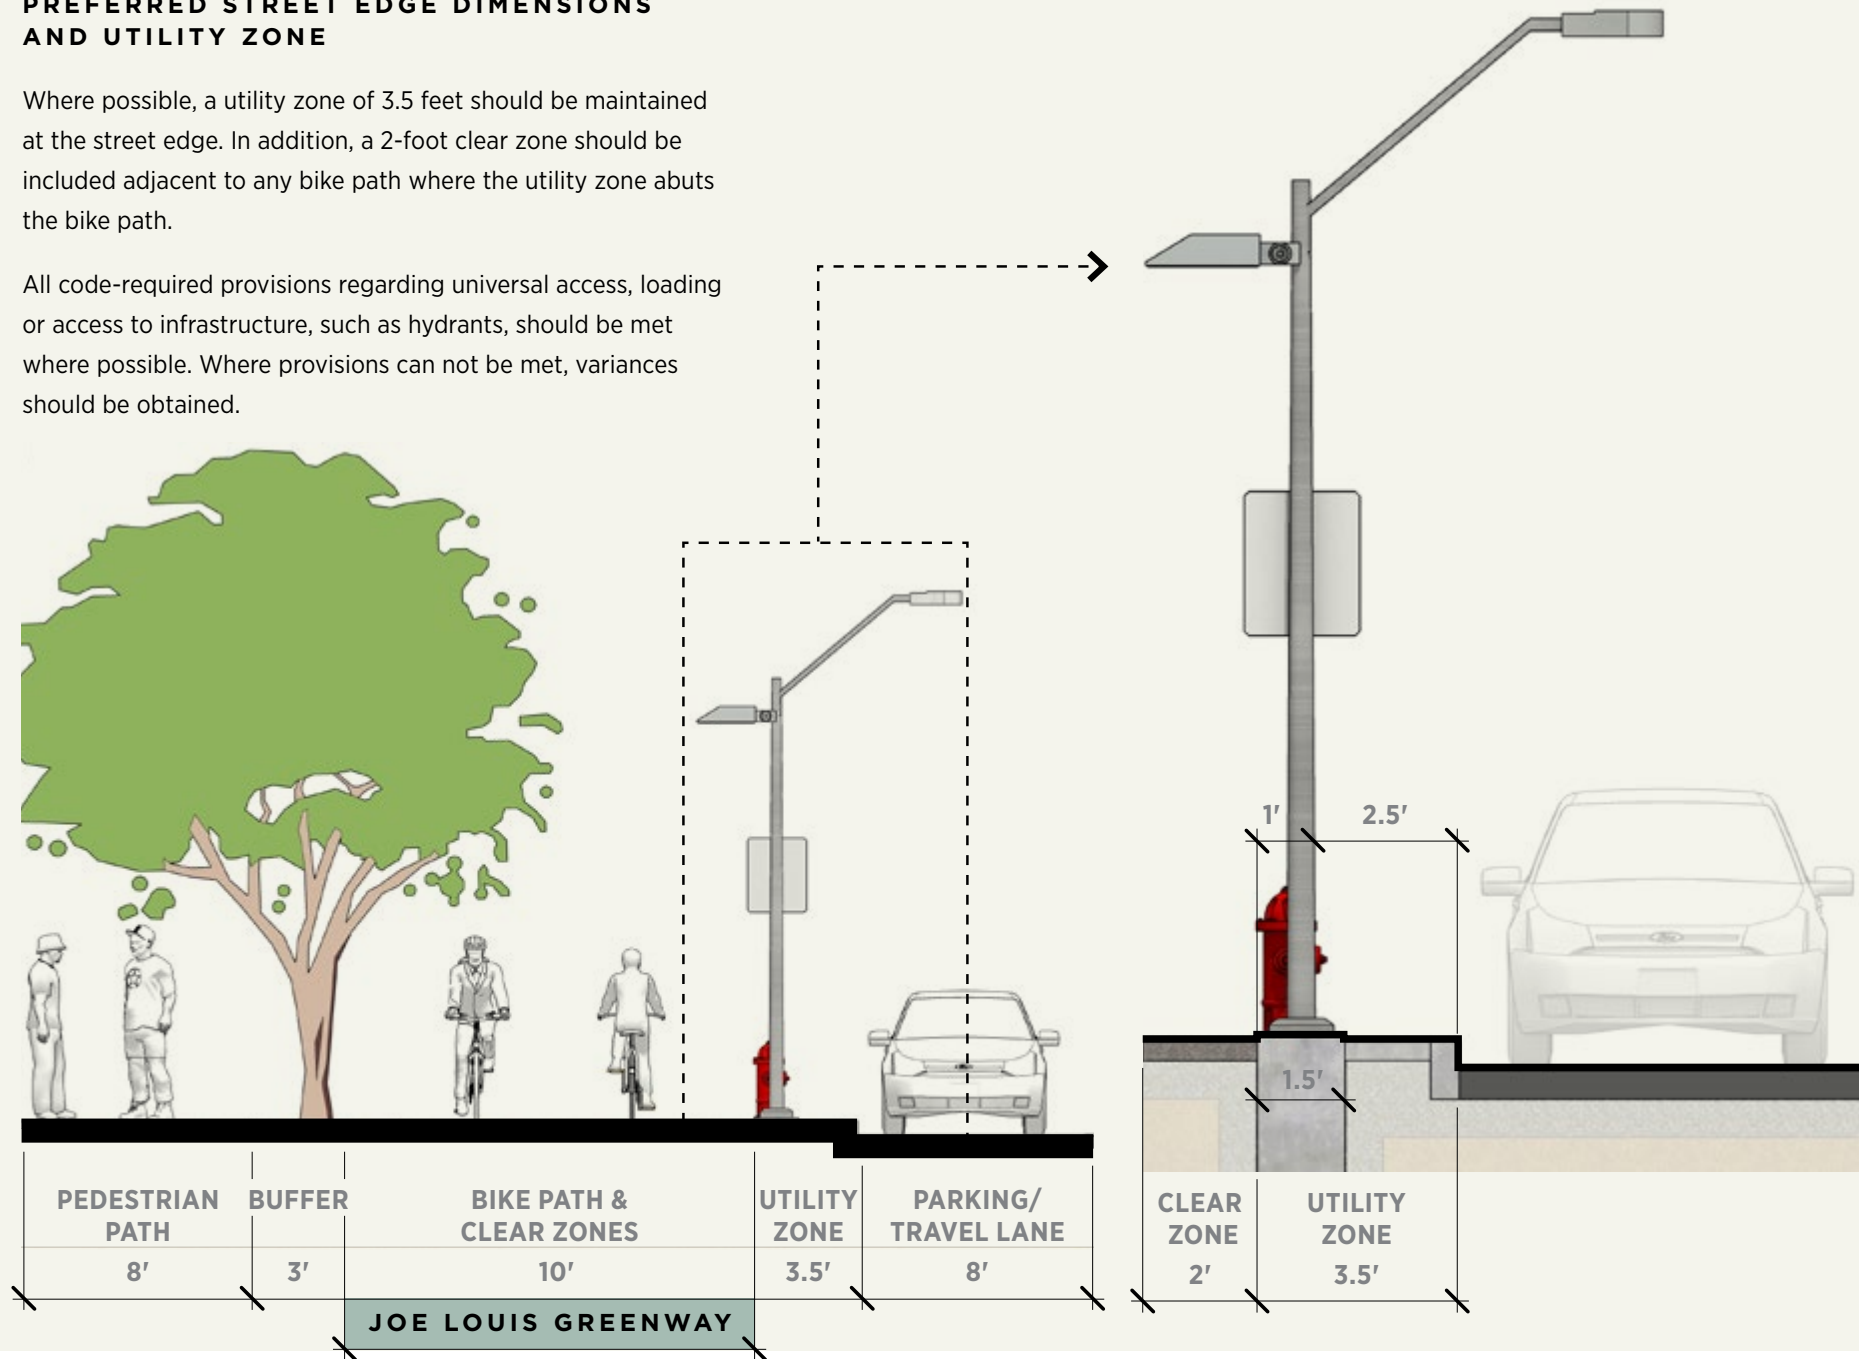 PREFERRED STREET EDGE DIMENSIONS
AND UTILITY ZONE
Where possible, a utility zone of 3.5 feet should be maintained
at the street edge. In addition, a 2-foot clear zone should be
included adjacent to any bike path where the utility zone abuts
the bike path.
All code-required provisions regarding universal access, loading
or access to infrastructure, such as hydrants, should be met
where possible. Where provisions can not be met, variances
should be obtained.
1' 2.5'
1.5'
PEDESTRIAN PATH
8'
BUFFER
3'
BIKE PATH &
CLEAR ZONES
10'
UTILITY
ZONE
3.5'
PARKING/
TRAVEL LANE
8'
JOE LOUIS GREENWAY
CLEAR
ZONE
2'
UTILITY
ZONE
3.5'